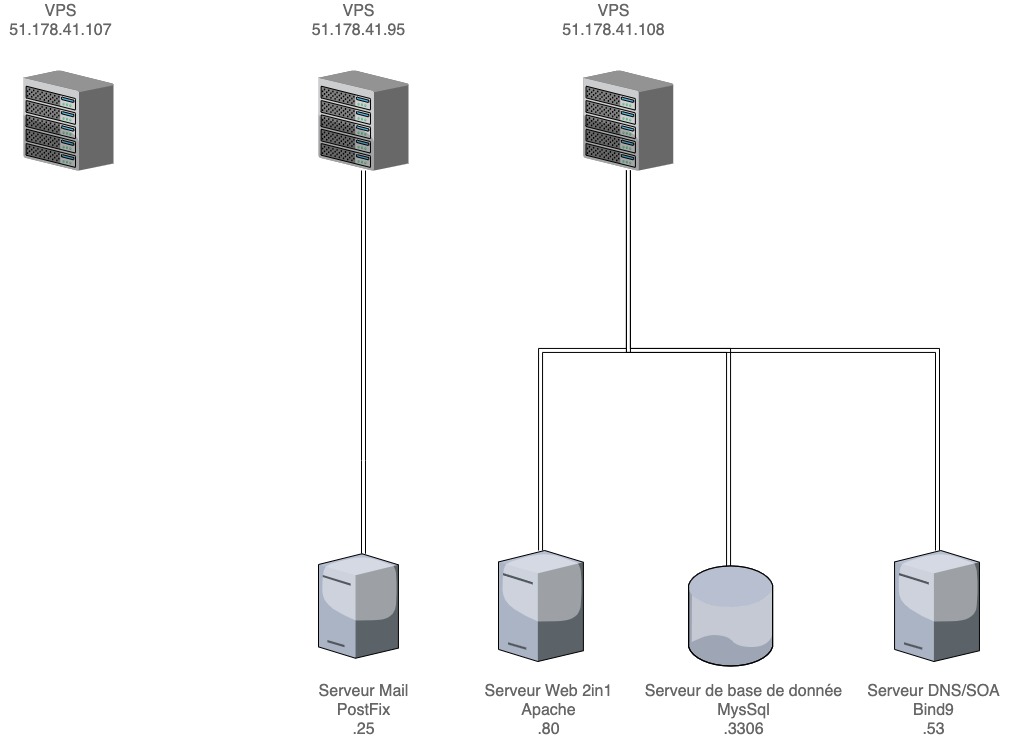 VPS
51.178.41.107
VPS
51.178.41.95
VPS
51.178.41.108
Serveur Mail
PostFix
.25
Serveur Web 2in1
Apache
.80
Serveur de base de donnée
MysSql
.3306
Serveur DNS/SOA
Bind9
.53